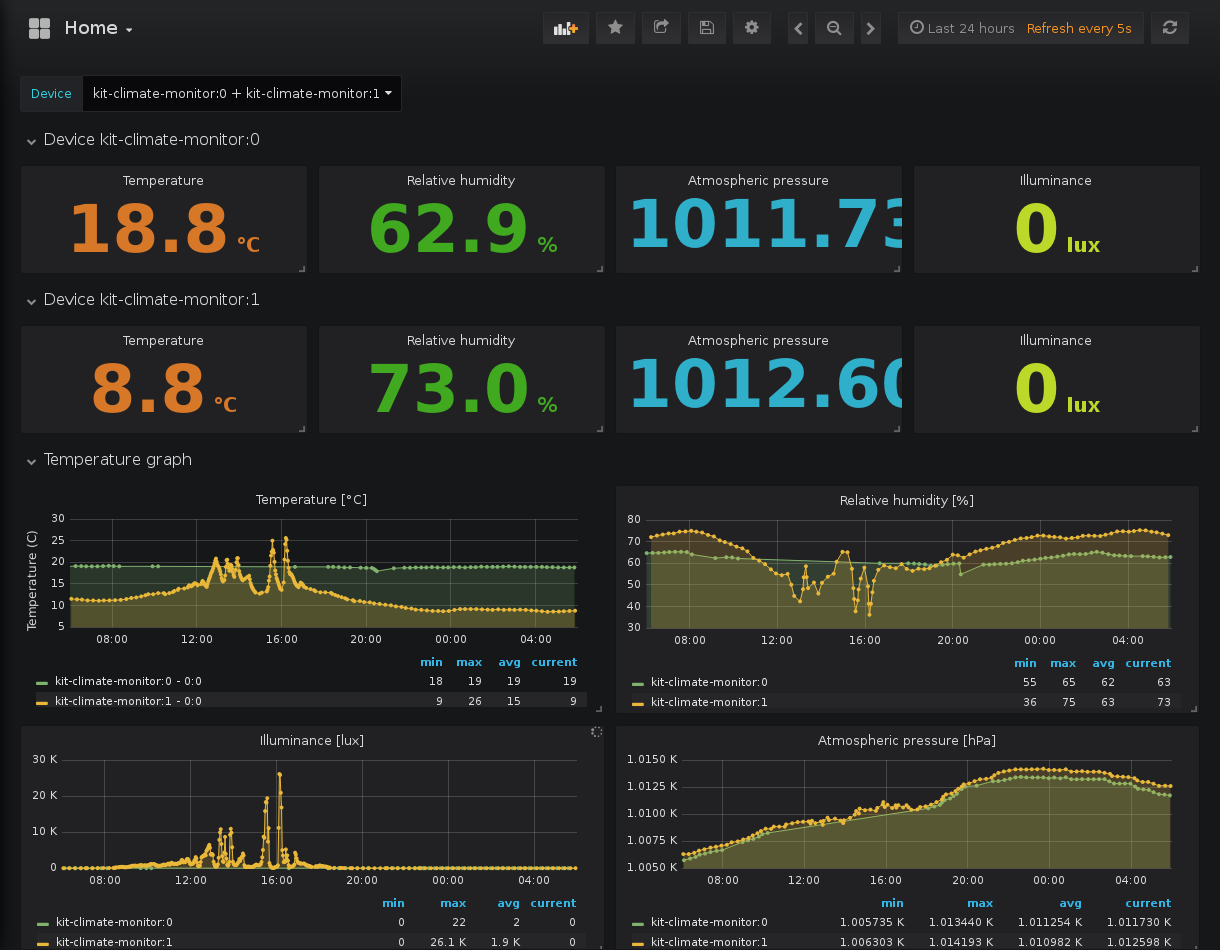 Home
Last 24 hours Refresh every 5s
Device kit-climate-monitor:0 + kit-climate-monitor:1
Device kit-climate-monitor:0
Temperature Relative humidity Atmospheric pressure Illuminance
18.8 °C 62.9 % 1011.73 0 lux
Device kit-climate-monitor:1
Temperature Relative humidity Atmospheric pressure Illuminance
8.8 °C 73.0 % 1012.60 0 lux
Temperature graph
Temperature [°C]
Temperature (C)
30
25
20
15
10
5
08:00 12:00 16:00 20:00 00:00 04:00
min max avg current
kit-climate-monitor:0 - 0:0 18 19 19 19
kit-climate-monitor:1 - 0:0 9 26 15 9
Relative humidity [%]
80
70
60
50
40
30
08:00 12:00 16:00 20:00 00:00 04:00
min max avg current
kit-climate-monitor:0 55 65 62 63
kit-climate-monitor:1 36 75 63 73
Illuminance [lux]
30 K
20 K
10 K
0
08:00 12:00 16:00 20:00 00:00 04:00
min max avg current
kit-climate-monitor:0 0 22 2 0
kit-climate-monitor:1 0 26.1 K 1.9 K 0
Atmospheric pressure [hPa]
1.0150 K
1.0125 K
1.0100 K
1.0075 K
1.0050 K
08:00 12:00 16:00 20:00 00:00 04:00
min max avg current
kit-climate-monitor:0 1.005735 K 1.013440 K 1.011254 K 1.011730 K
kit-climate-monitor:1 1.006303 K 1.014193 K 1.010982 K 1.012598 K